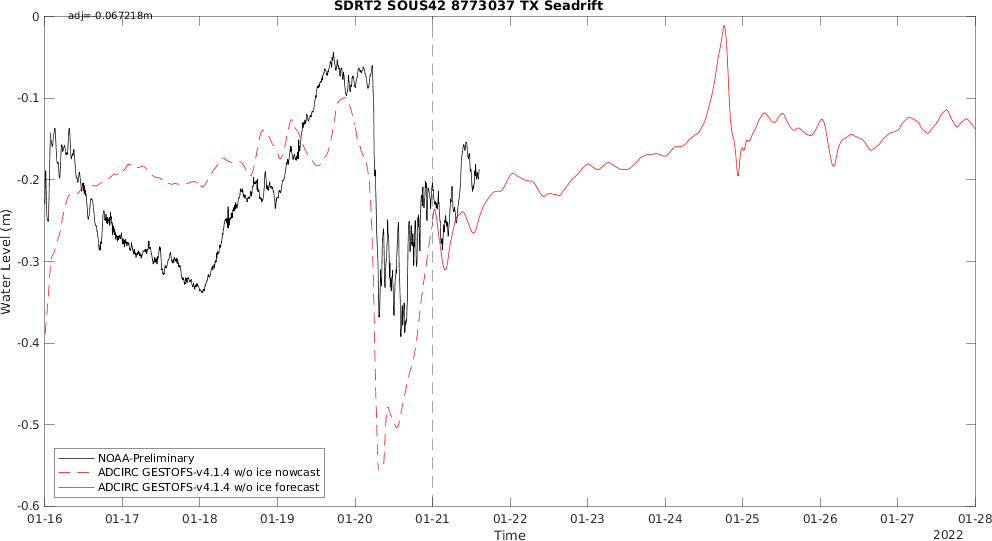 SDRT2 SOUS42 8773037 TX Seadrift
adj=-0.067218m
0
-0.1
-0.2
-0.3
-0.4
-0.5
-0.6
Water Level (m)
NOAA-Preliminary
ADCIRC GESTOFS-v4.1.4 w/o ice nowcast
ADCIRC GESTOFS-v4.1.4 w/o ice forecast
01-16 01-17 01-18 01-19 01-20 01-21 01-22 01-23 01-24 01-25 01-26 01-27 01-28
Time
2022